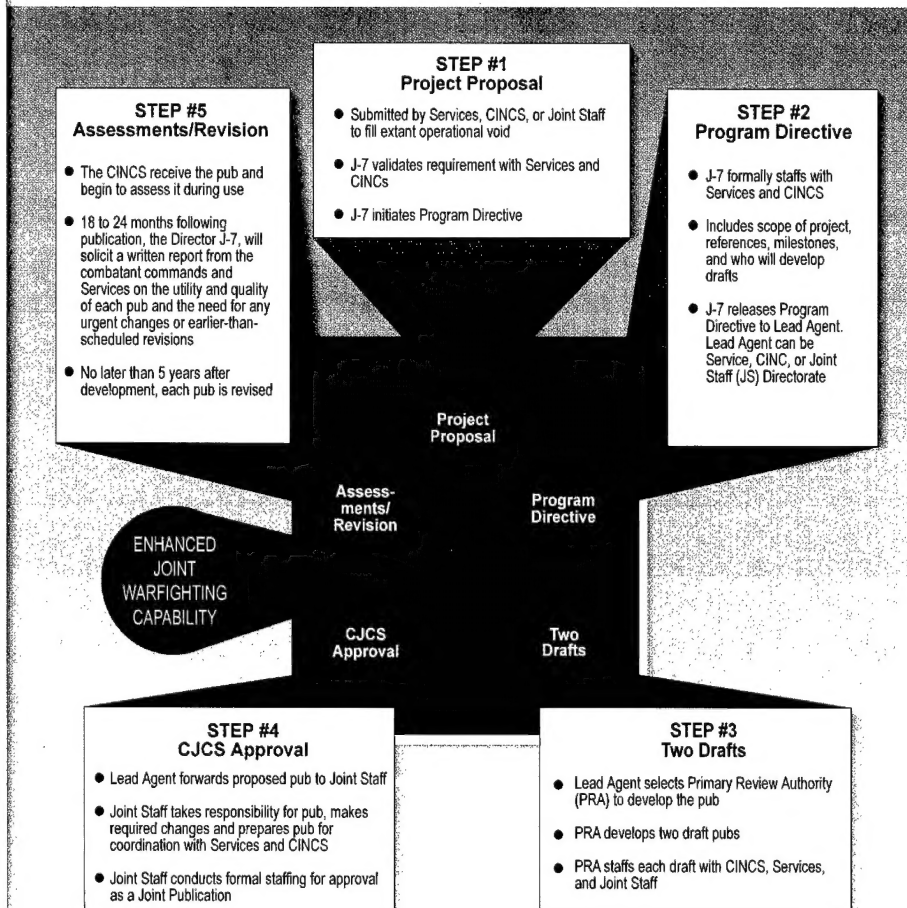 STEP #1
Project Proposal
● Submitted by Services, CINCS, or Joint Staff
to fill extant operational void
● J-7 validates requirement with Services and
CINCs
● J-7 initiates Program Directive
STEP #2
Program Directive
● J-7 formally staffs with
Services and CINCS
● Includes scope of project,
references, milestones,
and who will develop
drafts
● J-7 releases Program
Directive to Lead Agent.
Lead Agent can be
Service, CINC, or Joint
Staff (JS) Directorate
STEP #3
Two Drafts
● Lead Agent selects Primary Review Authority
(PRA) to develop the pub
● PRA develops two draft pubs
● PRA staffs each draft with CINCS, Services,
and Joint Staff
STEP #4
CJCS Approval
● Lead Agent forwards proposed pub to Joint Staff
● Joint Staff takes responsibility for pub, makes
required changes and prepares pub for
coordination with Services and CINCS
● Joint Staff conducts formal staffing for approval
as a Joint Publication
STEP #5
Assessments/Revision
● The CINCS receive the pub and
begin to assess it during use
● 18 to 24 months following
publication, the Director J-7, will
solicit a written report from the
combatant commands and
Services on the utility and quality
of each pub and the need for any
urgent changes or earlier-than-
scheduled revisions
● No later than 5 years after
development, each pub is revised
Project
Proposal
Program
Directive
Two
Drafts
CJCS
Approval
Assess-
ments/
Revision
ENHANCED
JOINT
WARFIGHTING
CAPABILITY